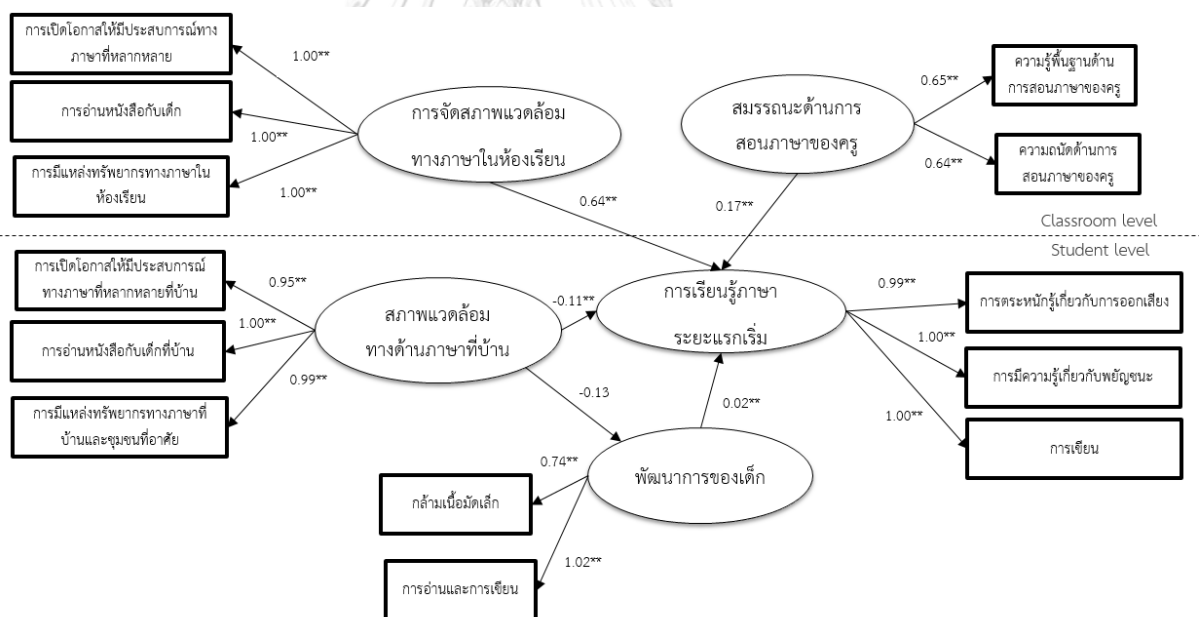 การเปิดโอกาสให้มีประสบการณ์ทาง
ภาษาที่หลากหลาย
1.00**
การอ่านหนังสือกับเด็ก
1.00**
การมีแหล่งทรัพยากรทางภาษาใน
ห้องเรียน
1.00**
การจัดสภาพแวดล้อม
ทางภาษาในห้องเรียน
0.64**
สมรรถนะด้านการ
สอนภาษาของครู
0.17**
0.65**
ความรู้พื้นฐานด้าน
การสอนภาษาของครู
0.64**
ความถนัดด้านการ
สอนภาษาของครู
Classroom level
Student level
การเปิดโอกาสให้มีประสบการณ์
ทางภาษาที่หลากหลายที่บ้าน
0.95**
การอ่านหนังสือกับเด็กที่บ้าน
1.00**
การมีแหล่งทรัพยากรทางภาษาที่
บ้านและชุมชนที่อาศัย
0.99**
สภาพแวดล้อม
ทางด้านภาษาที่บ้าน
-0.11**
-0.13
การเรียนรู้ภาษา
ระยะแรกเริ่ม
0.99**
การตระหนักรู้เกี่ยวกับการออกเสียง
1.00**
การมีความรู้เกี่ยวกับพยัญชนะ
1.00**
การเขียน
0.02**
พัฒนาการของเด็ก
0.74**
กล้ามเนื้อมัดเล็ก
1.02**
การอ่านและการเขียน